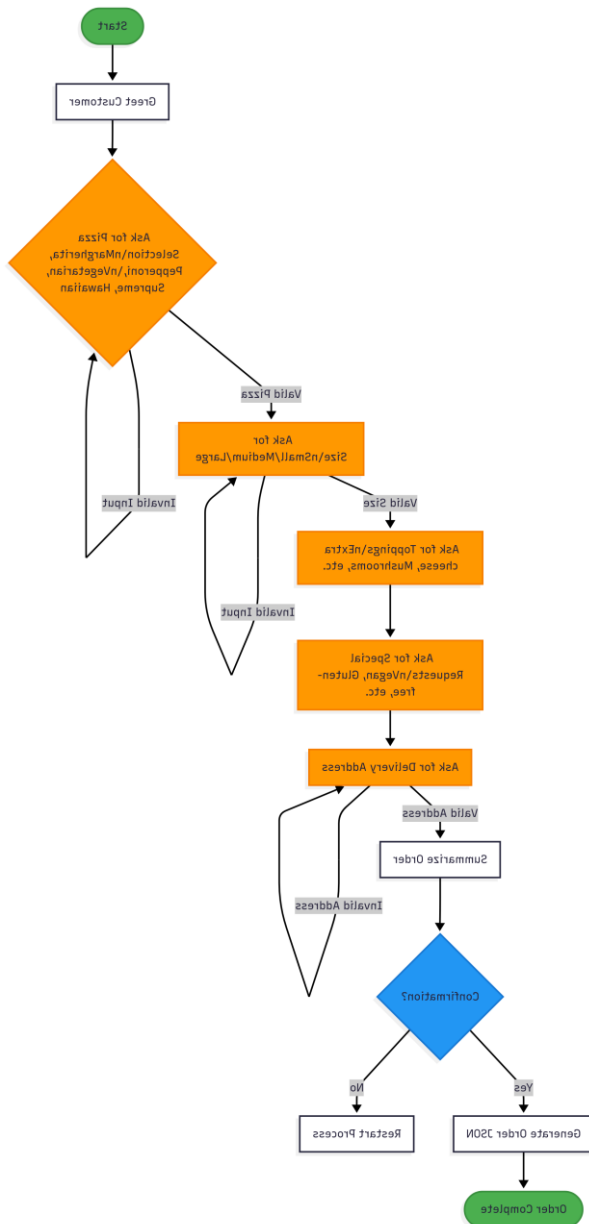 Start
Greet Customer
Ask for Pizza
Selection\nMargherita,
Pepperoni,\nVegetarian,
Supreme, Hawaiian
Valid Pizza
Invalid Input
Ask for
Size\nSmall/Medium/Large
Valid Size
Invalid Input
Ask for Toppings\nExtra
cheese, Mushrooms, etc.
Ask for Special
Requests\nVegan, Gluten-
free, etc.
Ask for Delivery Address
Valid Address
Invalid Address
Summarize Order
Confirmation?
No
Yes
Restart Process
Generate Order JSON
Order Complete